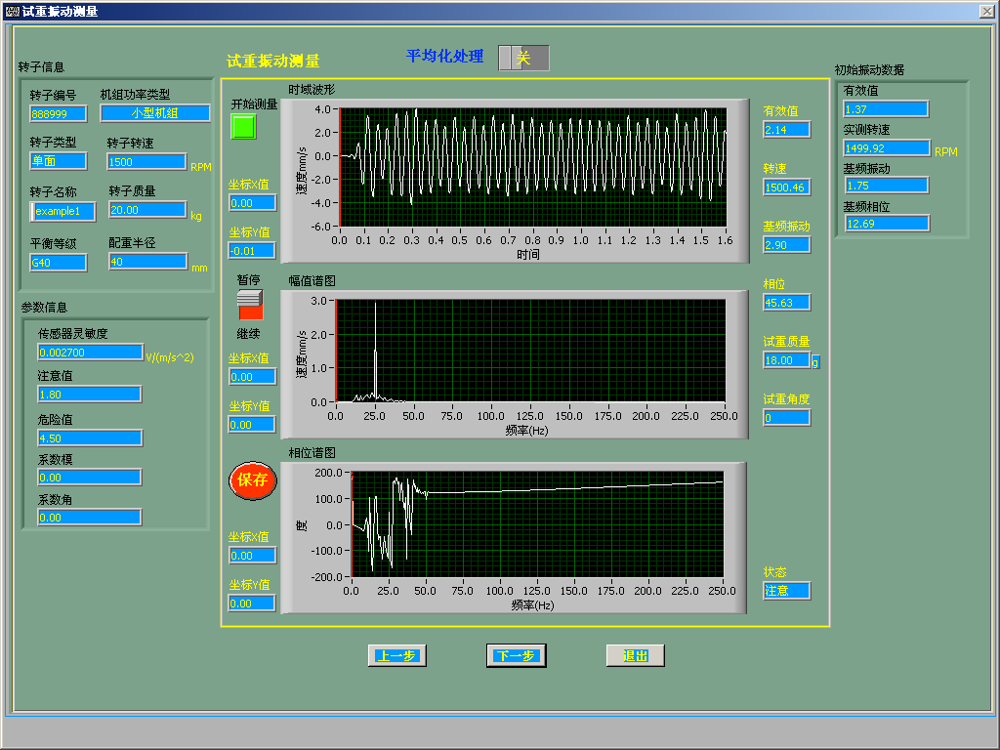 试重振动测量
转子信息
转子编号
888999
机组功率类型
小型机组
转子类型
单面
转子转速
1500
RPM
转子名称
example1
转子质量
20.00
kg
平衡等级
G40
配重半径
40
mm
参数信息
传感器灵敏度
0.002700
V/(m/s^2)
注意值
1.80
危险值
4.50
系数模
0.00
系数角
0.00
试重振动测量
平均化处理
关
开始测量
坐标X值
0.00
坐标Y值
-0.01
时域波形
速度mm/s
4.0
2.0
0.0
-2.0
-4.0
-6.0
0.0 0.1 0.2 0.3 0.4 0.5 0.6 0.7 0.8 0.9 1.0 1.1 1.2 1.3 1.4 1.5 1.6
时间
暂停
继续
坐标X值
0.00
坐标Y值
0.00
幅值谱图
速度mm/s
3.0
2.0
1.0
0.0
0.0 25.0 50.0 75.0 100.0 125.0 150.0 175.0 200.0 225.0 250.0
频率(Hz)
保存
坐标X值
0.00
坐标Y值
0.00
相位谱图
度
200.0
100.0
0.0
-100.0
-200.0
0.0 25.0 50.0 75.0 100.0 125.0 150.0 175.0 200.0 225.0 250.0
频率(Hz)
有效值
2.14
转速
1500.46
基频振动
2.90
相位
45.63
试重质量
18.00
g
试重角度
0
状态
注意
初始振动数据
有效值
1.37
实测转速
1499.92
RPM
基频振动
1.75
基频相位
12.69
上一步
下一步
退出